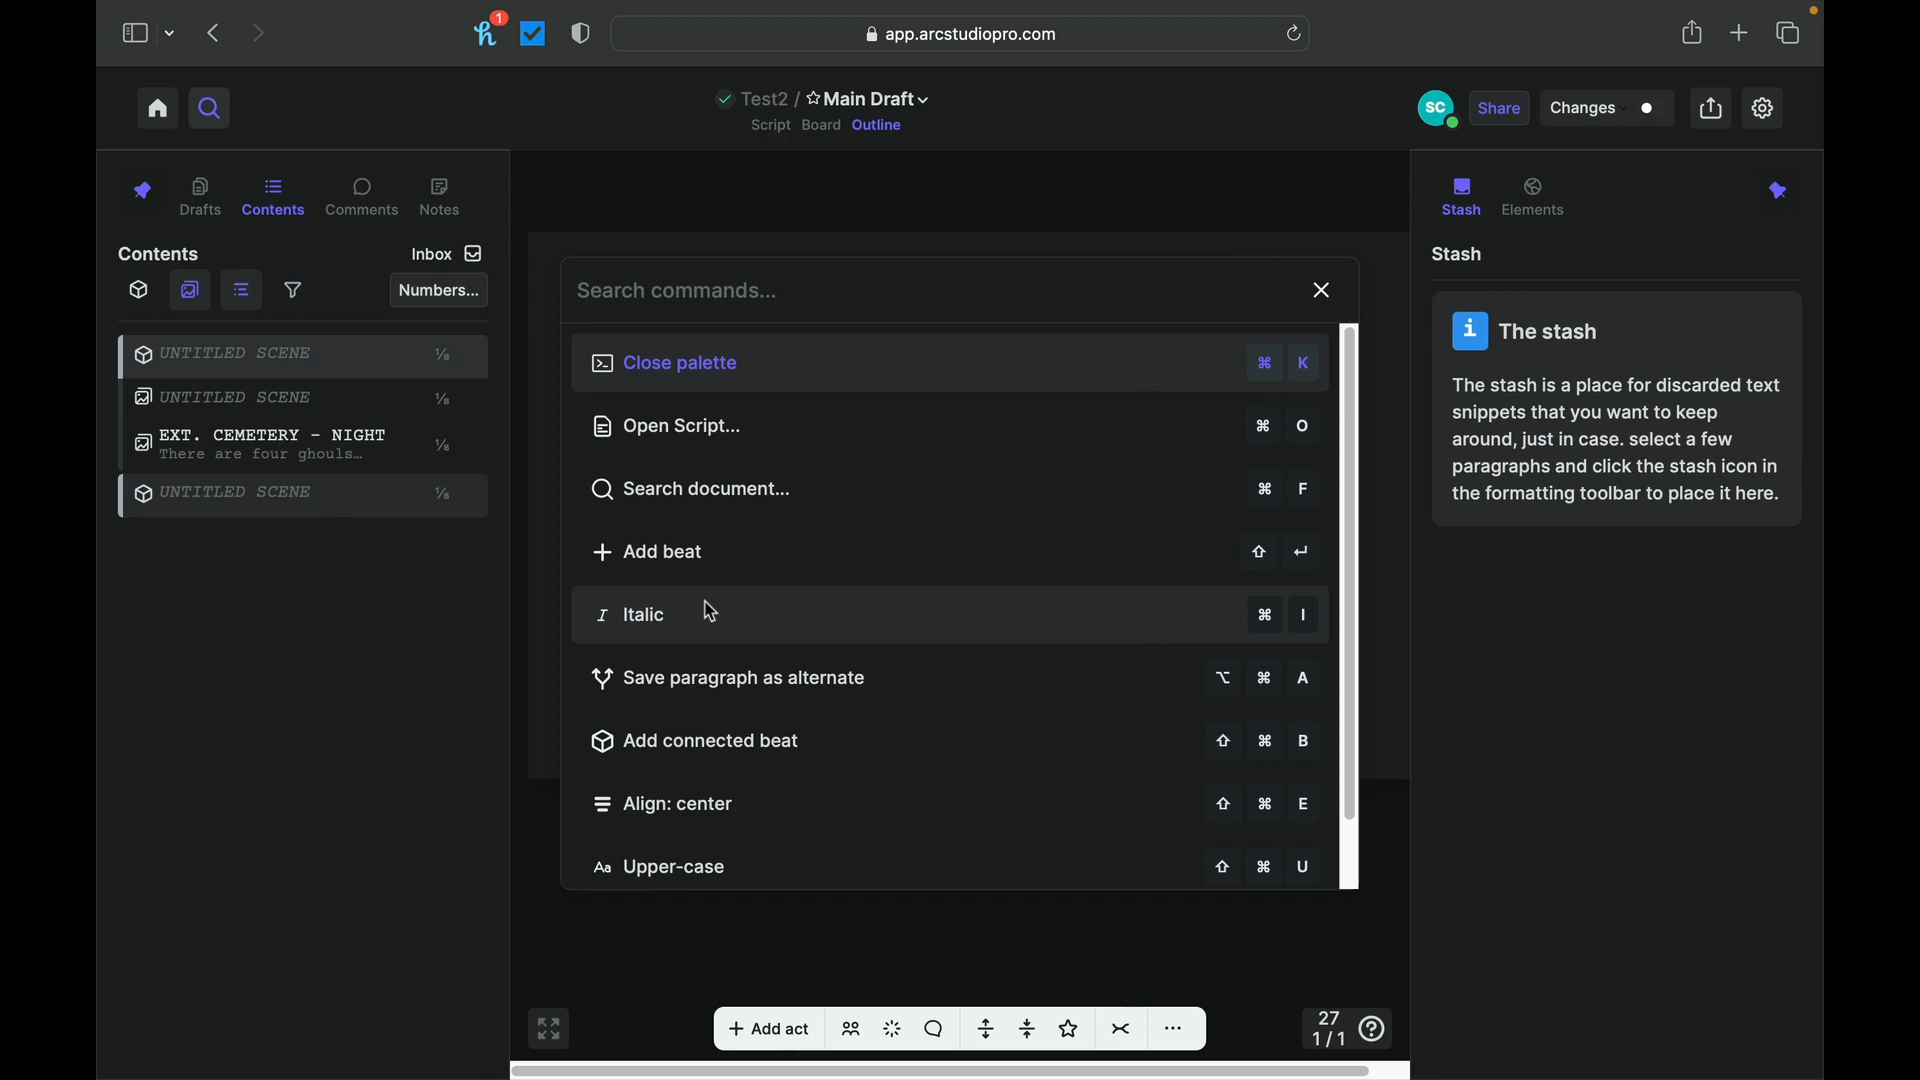 1
app.arcstudiopro.com
Test2 / Main Draft
Script Board Outline
SC
Share
Changes
Drafts
Contents
Comments
Notes
Contents
Inbox
Numbers...
UNTITLED SCENE ⅛
UNTITLED SCENE ⅛
EXT. CEMETERY - NIGHT ⅛
There are four ghouls…
UNTITLED SCENE ⅛
Search commands...
Close palette ⌘ K
Open Script... ⌘ O
Search document... ⌘ F
Add beat ⇧ ↵
Italic ⌘ I
Save paragraph as alternate ⌥ ⌘ A
Add connected beat ⇧ ⌘ B
Align: center ⇧ ⌘ E
Aa Upper-case ⇧ ⌘ U
+ Add act
27
1/1
Stash
Elements
Stash
i The stash
The stash is a place for discarded text
snippets that you want to keep
around, just in case. select a few
paragraphs and click the stash icon in
the formatting toolbar to place it here.